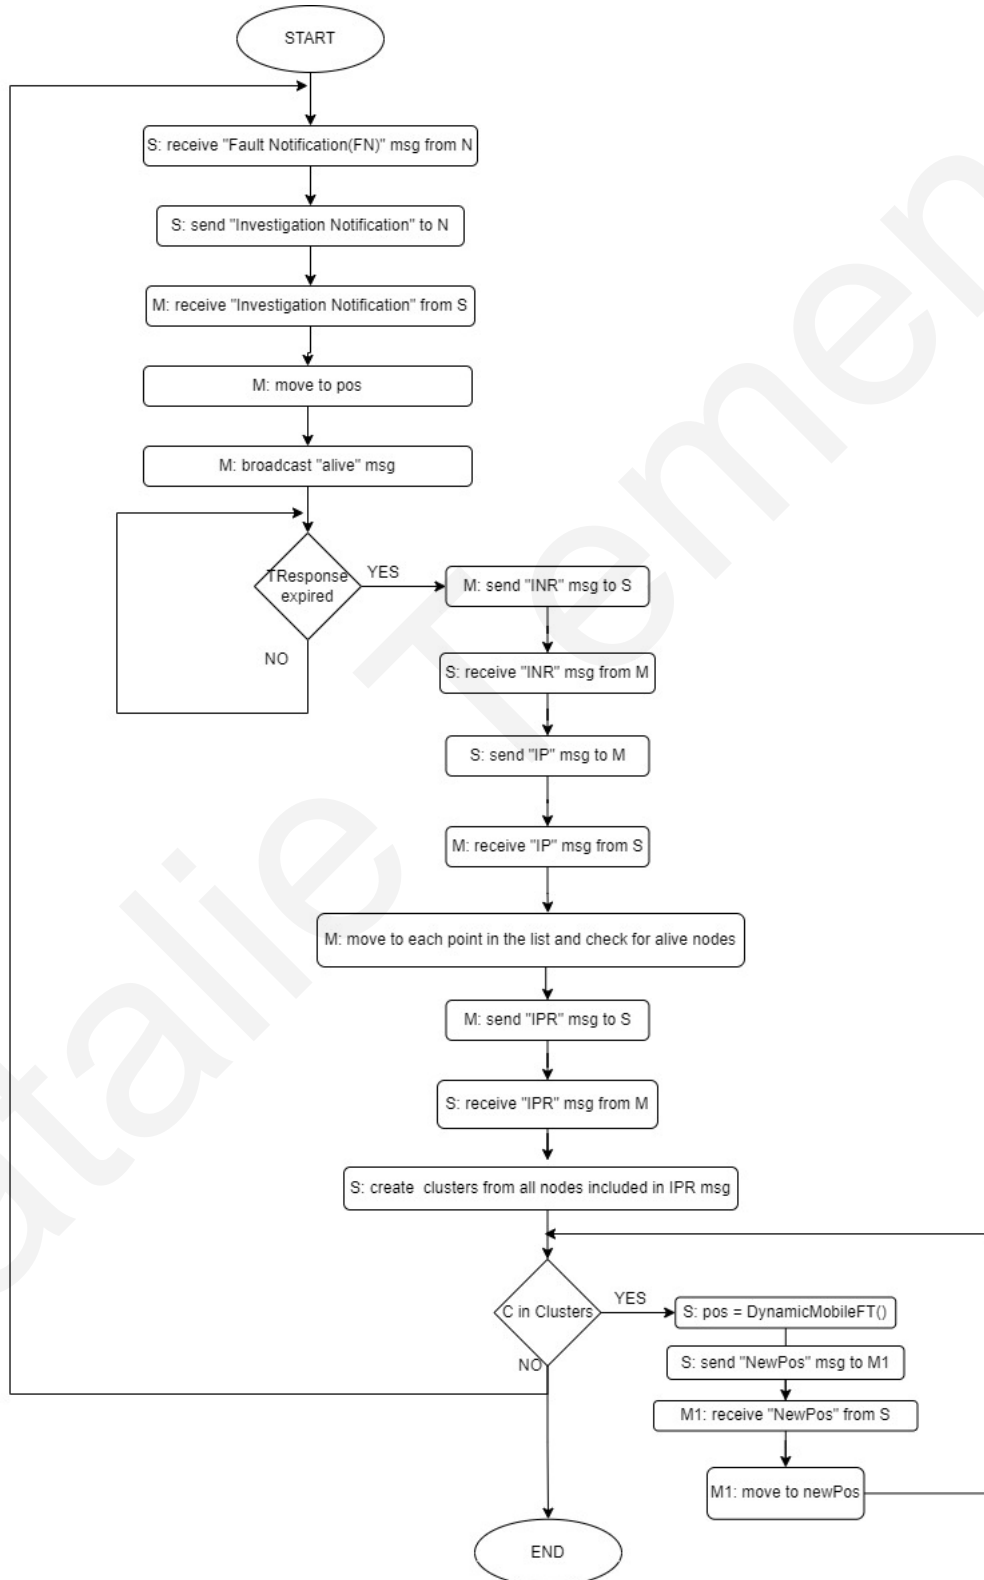 START
S: receive "Fault Notification(FN)" msg from N
S: send "Investigation Notification" to N
M: receive "Investigation Notification" from S
M: move to pos
M: broadcast "alive" msg
TResponse
expired
YES
NO
M: send "INR" msg to S
S: receive "INR" msg from M
S: send "IP" msg to M
M: receive "IP" msg from S
M: move to each point in the list and check for alive nodes
M: send "IPR" msg to S
S: receive "IPR" msg from M
S: create clusters from all nodes included in IPR msg
C in Clusters
YES
NO
S: pos = DynamicMobileFT()
S: send "NewPos" msg to M1
M1: receive "NewPos" from S
M1: move to newPos
END